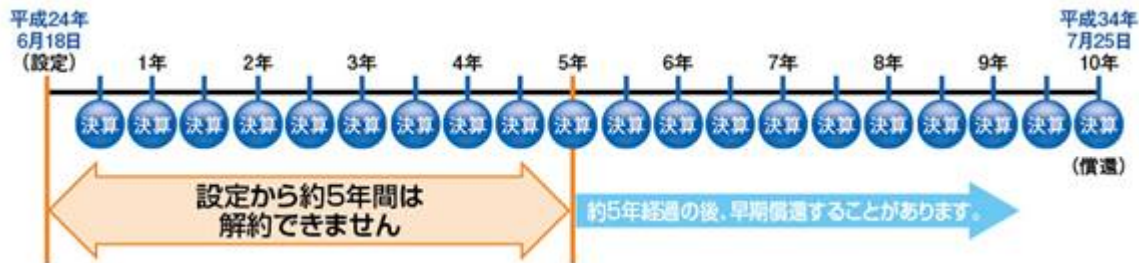 平成24年
6月18日
(設定)
1年
2年
3年
4年
5年
6年
7年
8年
9年
平成34年
7月25日
10年
決算 決算 決算 決算 決算 決算 決算 決算 決算 決算 決算 決算 決算 決算 決算 決算 決算 決算 決算 決算
(償還)
設定から約5年間は
解約できません
約5年経過の後、早期償還することがあります。